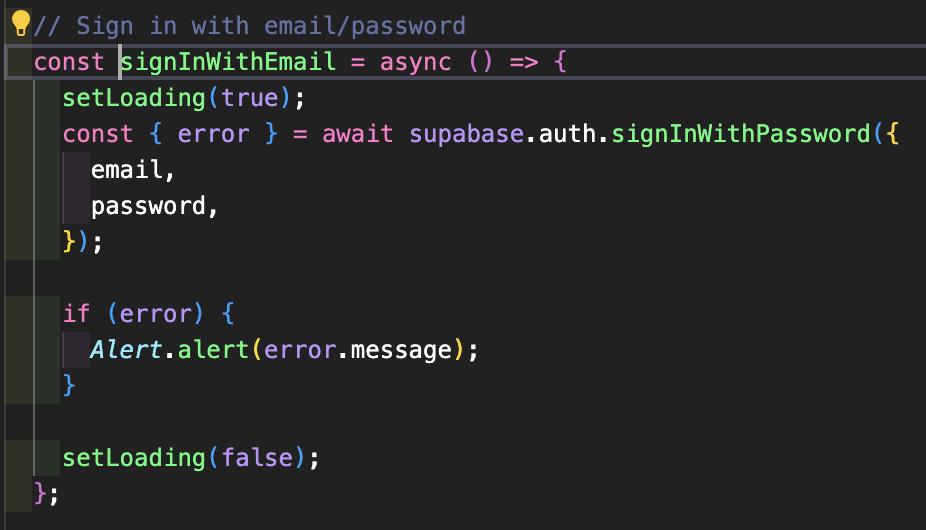 // Sign in with email/password
const signInWithEmail = async () => {
setLoading(true);
const { error } = await supabase.auth.signInWithPassword({
email,
password,
});
if (error) {
Alert.alert(error.message);
}
setLoading(false);
};